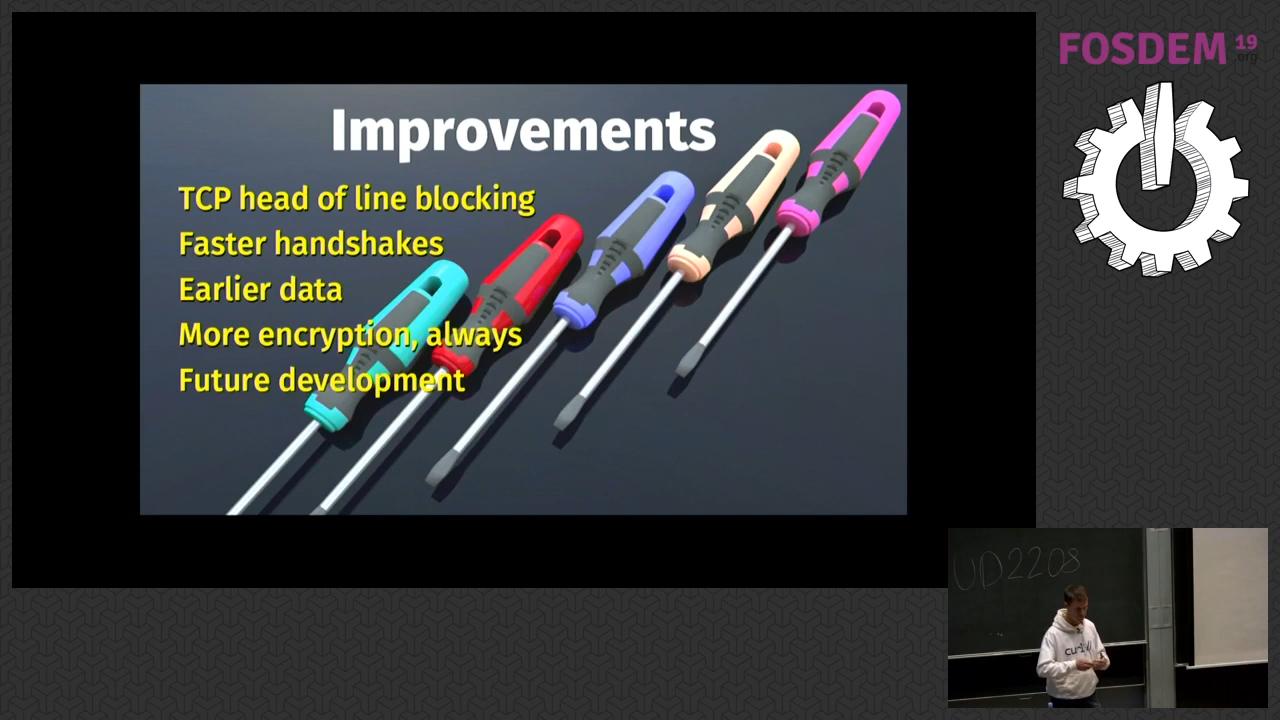 FOSDEM 19
.org
Improvements
TCP head of line blocking
Faster handshakes
Earlier data
More encryption, always
Future development
UD2208
curl://